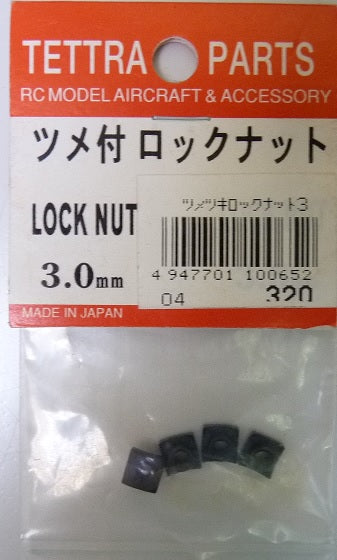 TETTRA PARTS
RC MODEL AIRCRAFT & ACCESSORY
ツメ付 ロックナット
LOCK NUT
3.0mm
ツメツキロックナット3
4 947701 100652
04 320
MADE IN JAPAN